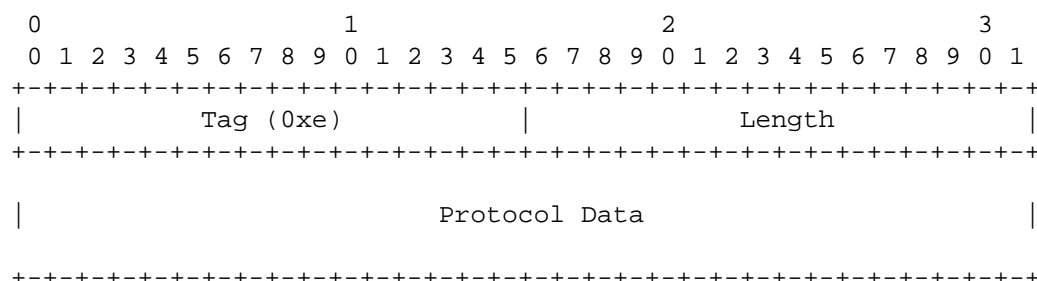 0                   1                   2                   3
 0 1 2 3 4 5 6 7 8 9 0 1 2 3 4 5 6 7 8 9 0 1 2 3 4 5 6 7 8 9 0 1
+-+-+-+-+-+-+-+-+-+-+-+-+-+-+-+-+-+-+-+-+-+-+-+-+-+-+-+-+-+-+-+-+
|           Tag (0xe)           |             Length            |
+-+-+-+-+-+-+-+-+-+-+-+-+-+-+-+-+-+-+-+-+-+-+-+-+-+-+-+-+-+-+-+-+
|                          Protocol Data                        |
+-+-+-+-+-+-+-+-+-+-+-+-+-+-+-+-+-+-+-+-+-+-+-+-+-+-+-+-+-+-+-+-+